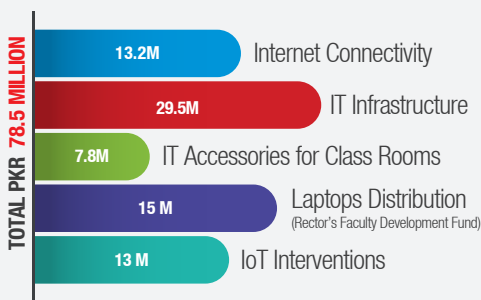 TOTAL PKR 78.5 MILLION
13.2M Internet Connectivity
29.5M IT Infrastructure
7.8M IT Accessories for Class Rooms
15 M Laptops Distribution
(Rector's Faculty Development Fund)
13 M IoT Interventions